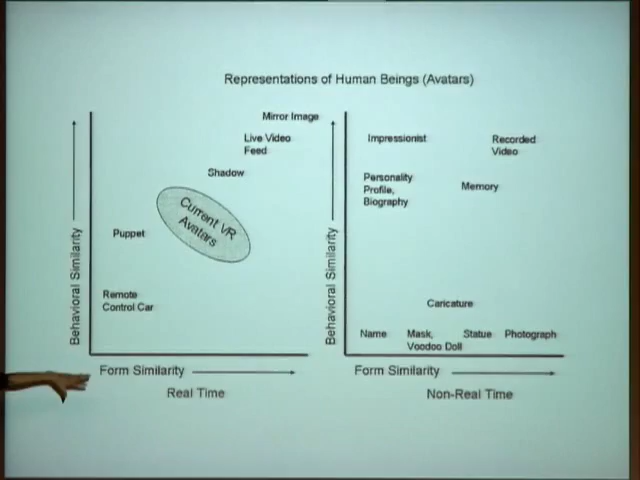 Representations of Human Beings (Avatars)
Mirror Image
Live Video
Feed
Shadow
Current VR
Avatars
Puppet
Remote
Control Car
Behavioral Similarity
Form Similarity
Real Time
Impressionist
Recorded
Video
Personality
Profile,
Biography
Memory
Caricature
Name
Mask,
Voodoo Doll
Statue
Photograph
Behavioral Similarity
Form Similarity
Non-Real Time